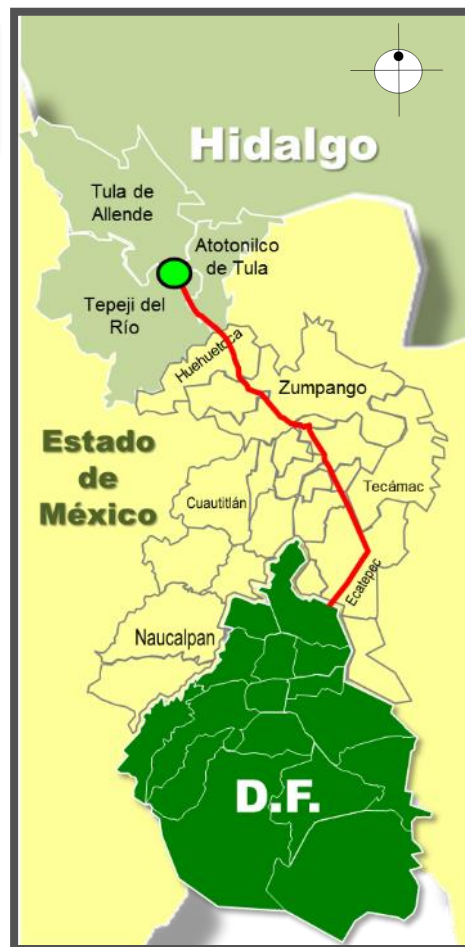 Hidalgo
Tula de
Allende
Atotonilco
de Tula
Tepeji del
Río
Huehuetoca
Zumpango
Estado
de
México
Cuautitlán
Tecámac
Ecatepec
Naucalpan
D.F.